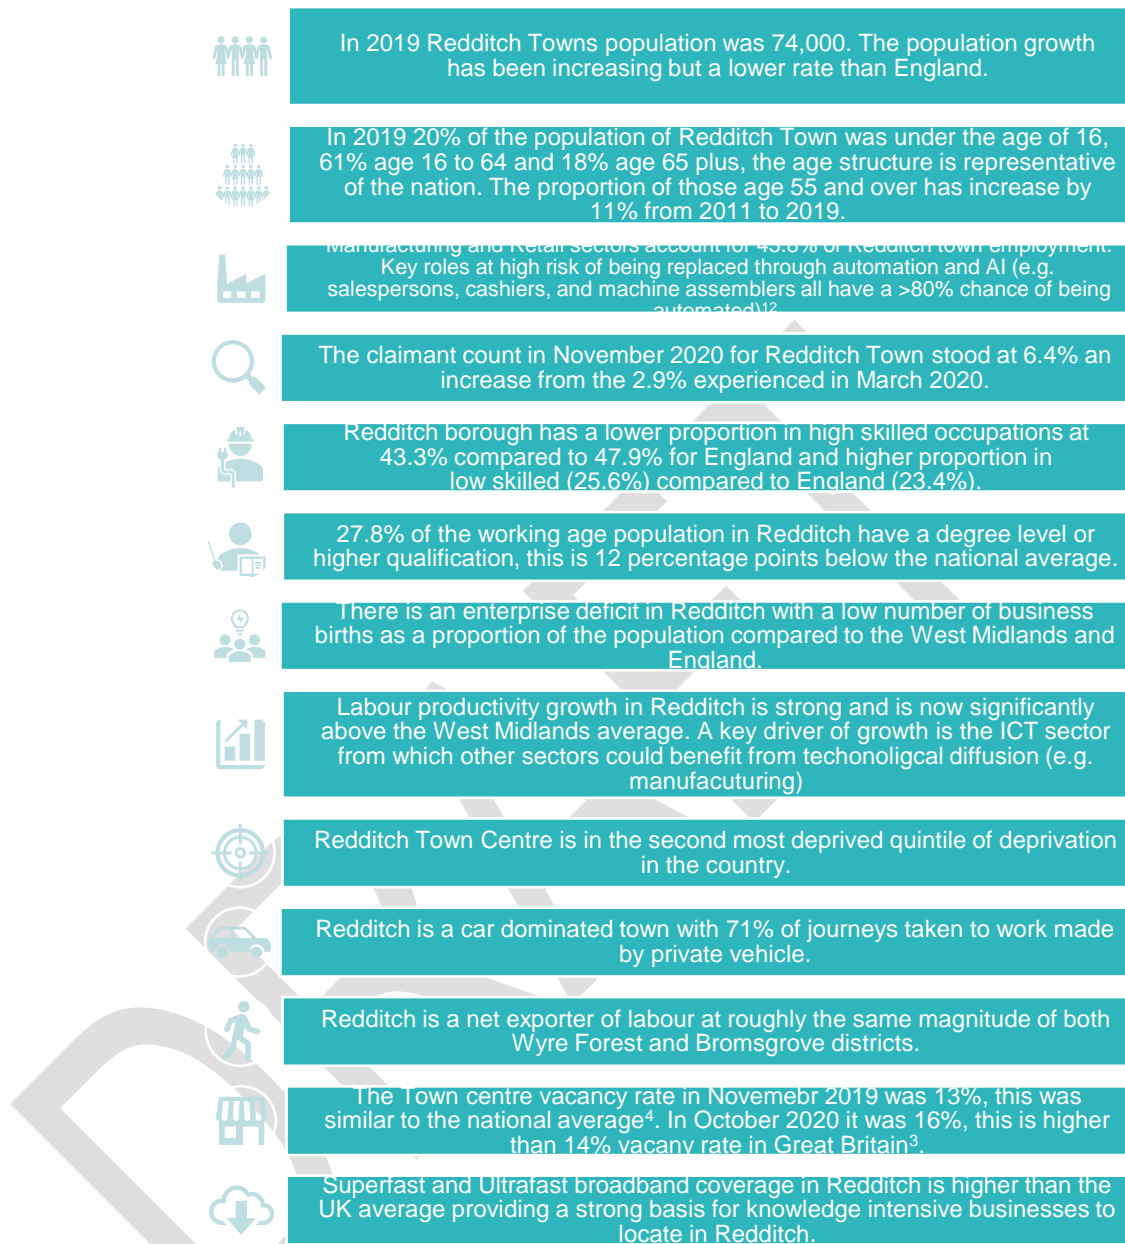 In 2019 Redditch Towns population was 74,000. The population growth
has been increasing but a lower rate than England.
In 2019 20% of the population of Redditch Town was under the age of 16,
61% age 16 to 64 and 18% age 65 plus, the age structure is representative
of the nation. The proportion of those age 55 and over has increase by
11% from 2011 to 2019.
Manufacturing and Retail sectors account for 43.8% of Redditch town employment.
Key roles at high risk of being replaced through automation and AI (e.g.
salespersons, cashiers, and machine assemblers all have a >80% chance of being
automated)¹²
The claimant count in November 2020 for Redditch Town stood at 6.4% an
increase from the 2.9% experienced in March 2020.
Redditch borough has a lower proportion in high skilled occupations at
43.3% compared to 47.9% for England and higher proportion in
low skilled (25.6%) compared to England (23.4%).
27.8% of the working age population in Redditch have a degree level or
higher qualification, this is 12 percentage points below the national average.
There is an enterprise deficit in Redditch with a low number of business
births as a proportion of the population compared to the West Midlands and
England.
Labour productivity growth in Redditch is strong and is now significantly
above the West Midlands average. A key driver of growth is the ICT sector
from which other sectors could benefit from techonoligcal diffusion (e.g.
manufacuturing)
Redditch Town Centre is in the second most deprived quintile of deprivation
in the country.
Redditch is a car dominated town with 71% of journeys taken to work made
by private vehicle.
Redditch is a net exporter of labour at roughly the same magnitude of both
Wyre Forest and Bromsgrove districts.
The Town centre vacancy rate in Novemebr 2019 was 13%, this was
similar to the national average⁴. In October 2020 it was 16%, this is higher
than 14% vacany rate in Great Britain³.
Superfast and Ultrafast broadband coverage in Redditch is higher than the
UK average providing a strong basis for knowledge intensive businesses to
locate in Redditch.